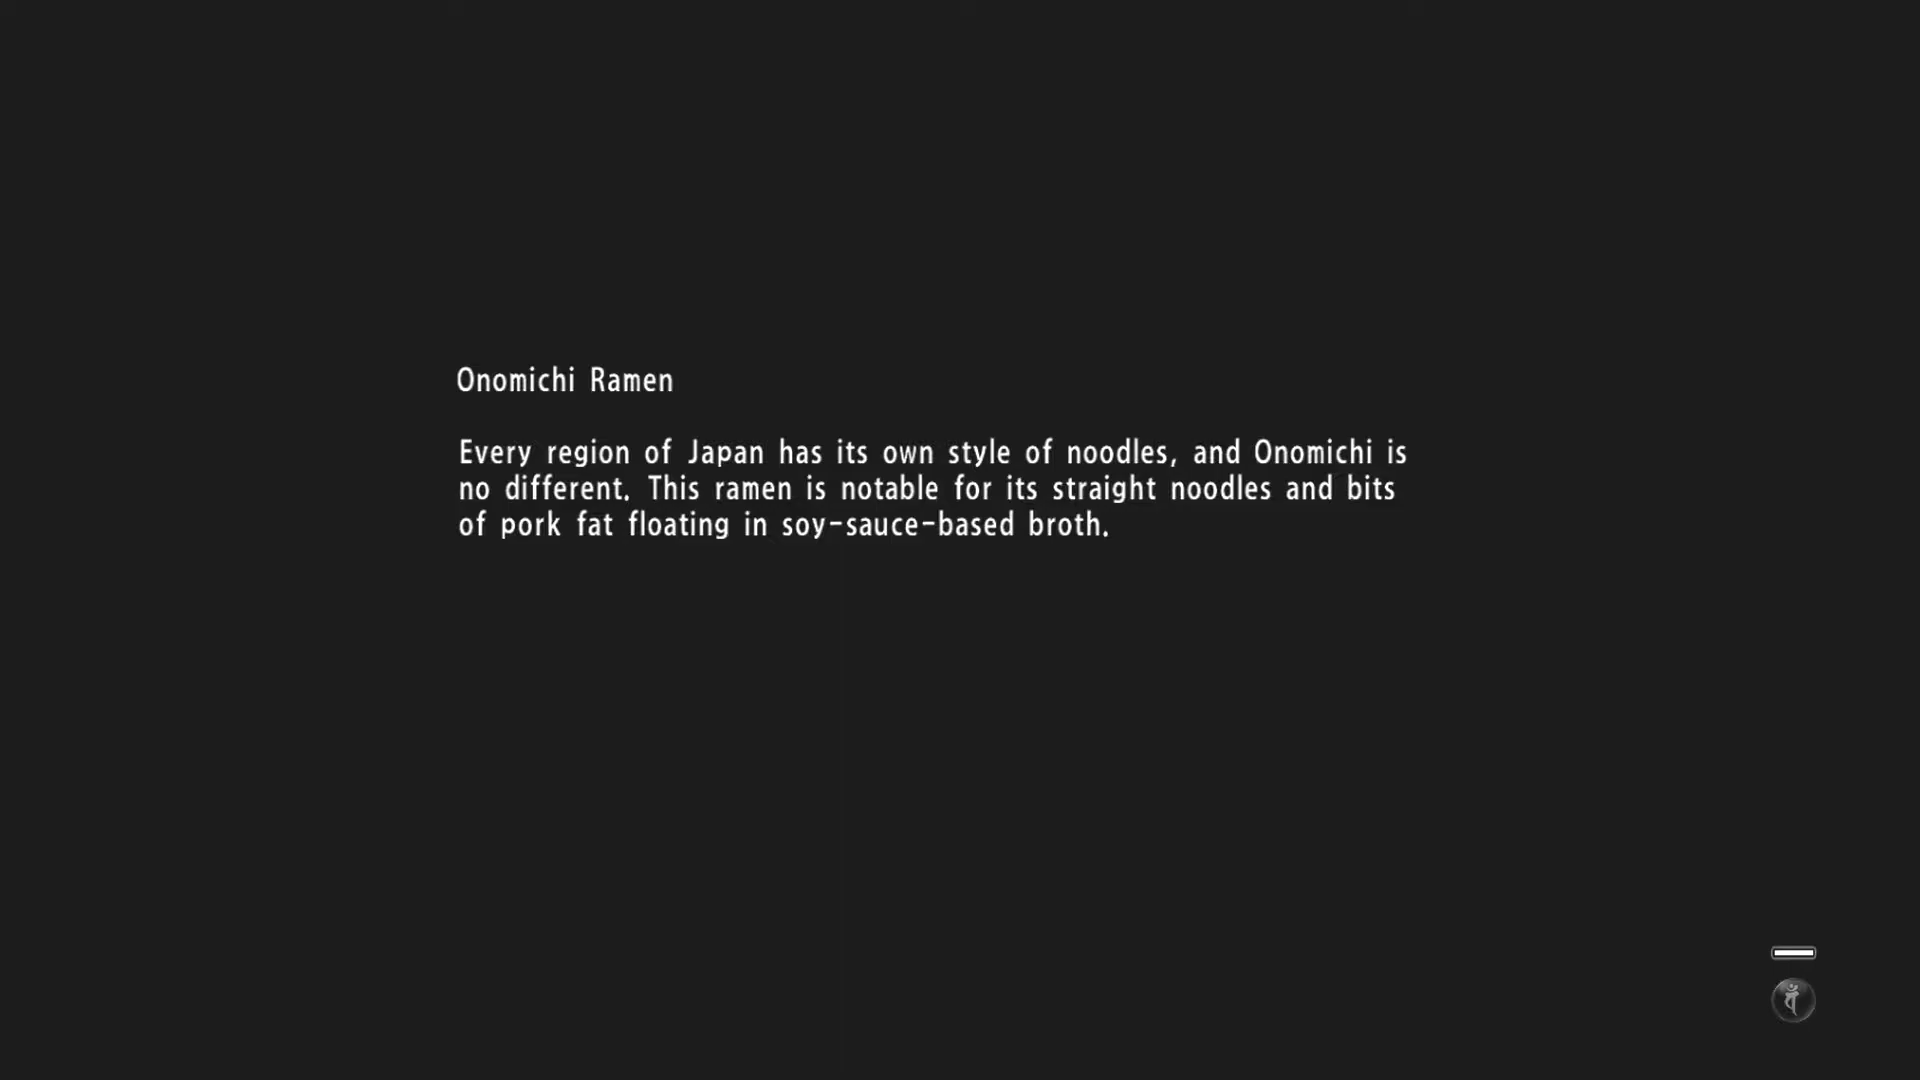 Onomichi Ramen
Every region of Japan has its own style of noodles, and Onomichi is
no different. This ramen is notable for its straight noodles and bits
of pork fat floating in soy-sauce-based broth.